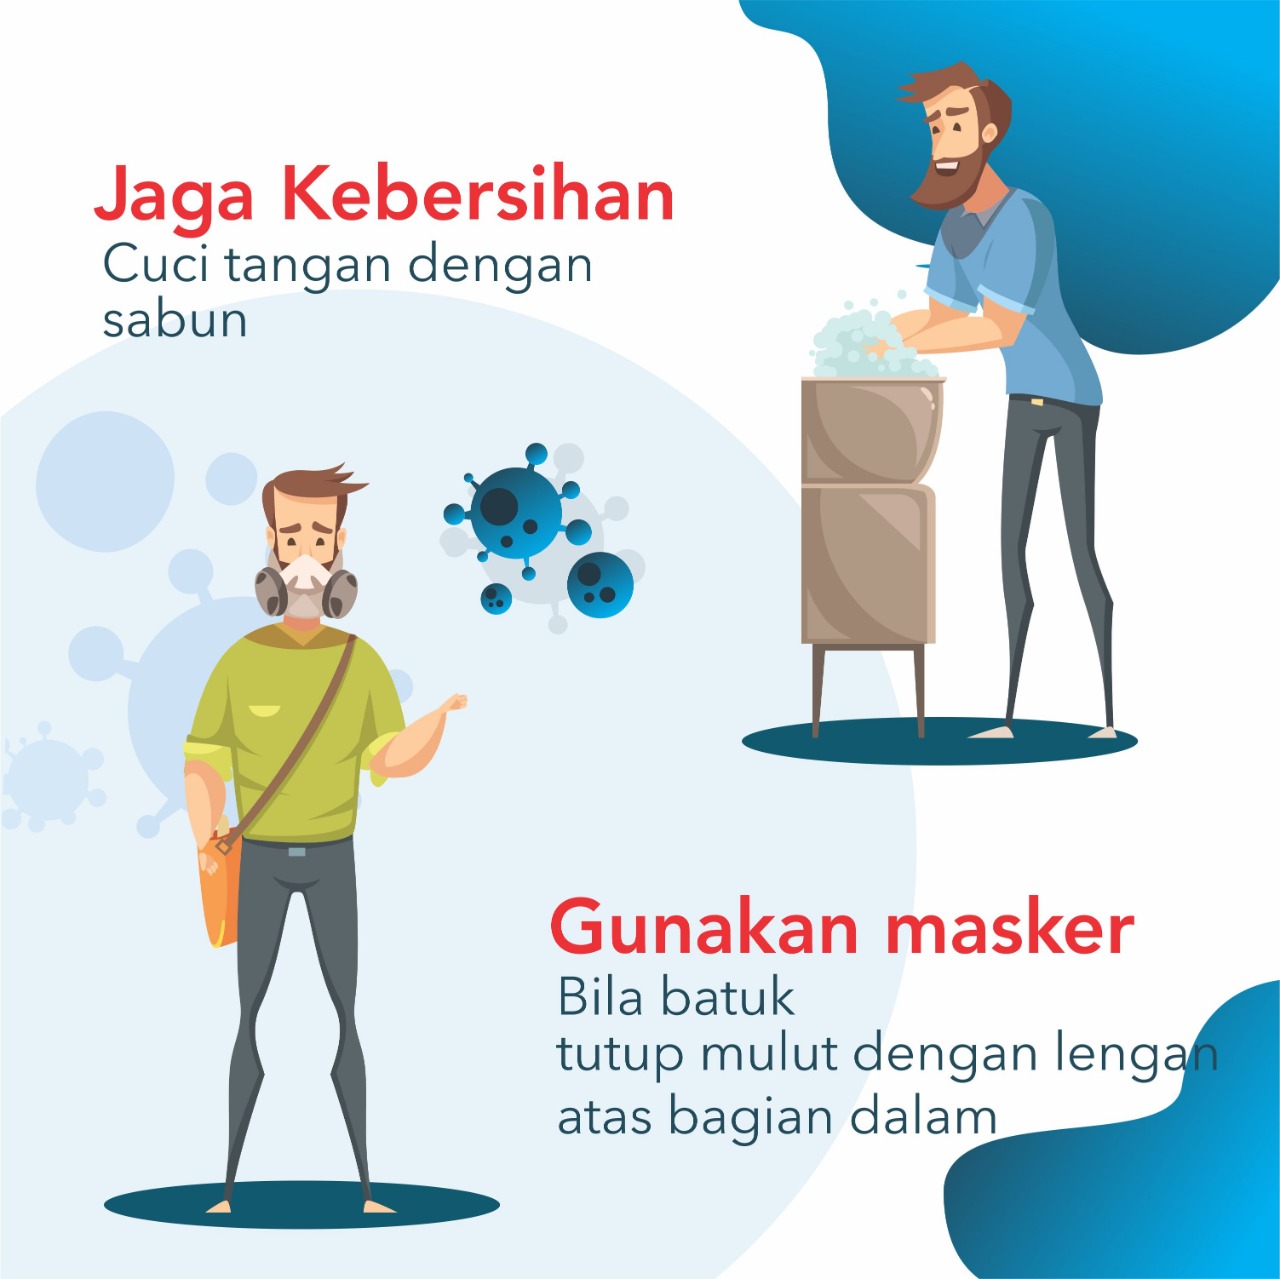 Jaga Kebersihan
Cuci tangan dengan
sabun
Gunakan masker
Bila batuk
tutup mulut dengan lengan
atas bagian dalam